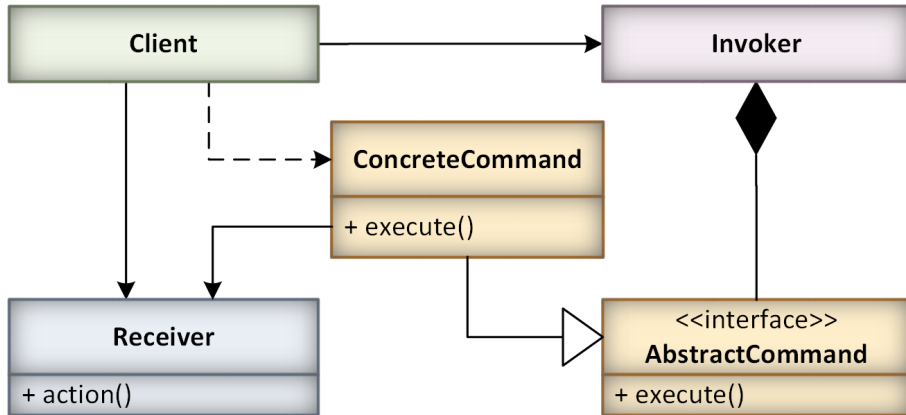 Client
Invoker
ConcreteCommand
+ execute()
Receiver
+ action()
<<interface>>
AbstractCommand
+ execute()